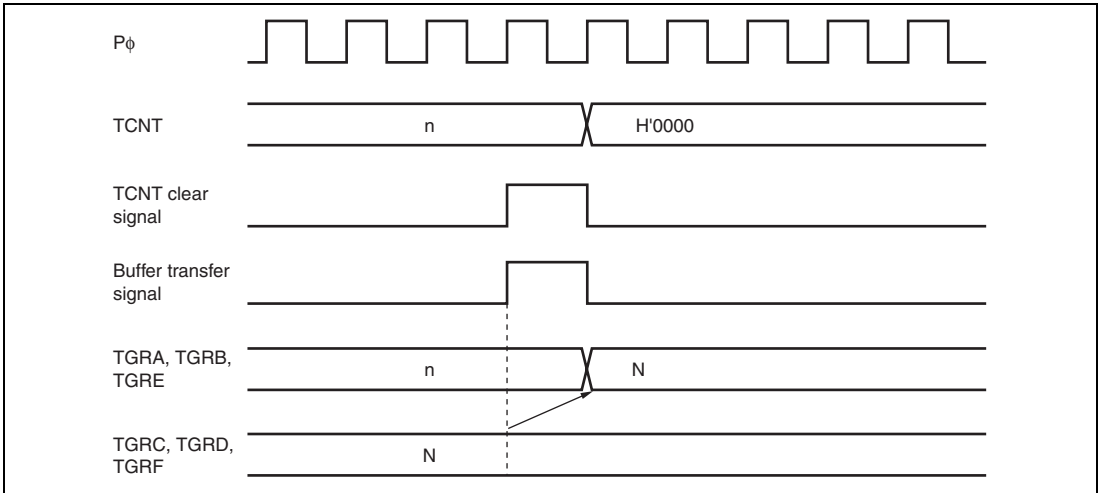 Pφ
TCNT
n
H'0000
TCNT clear
signal
Buffer transfer
signal
TGRA, TGRB,
TGRE
n
N
TGRC, TGRD,
TGRF
N